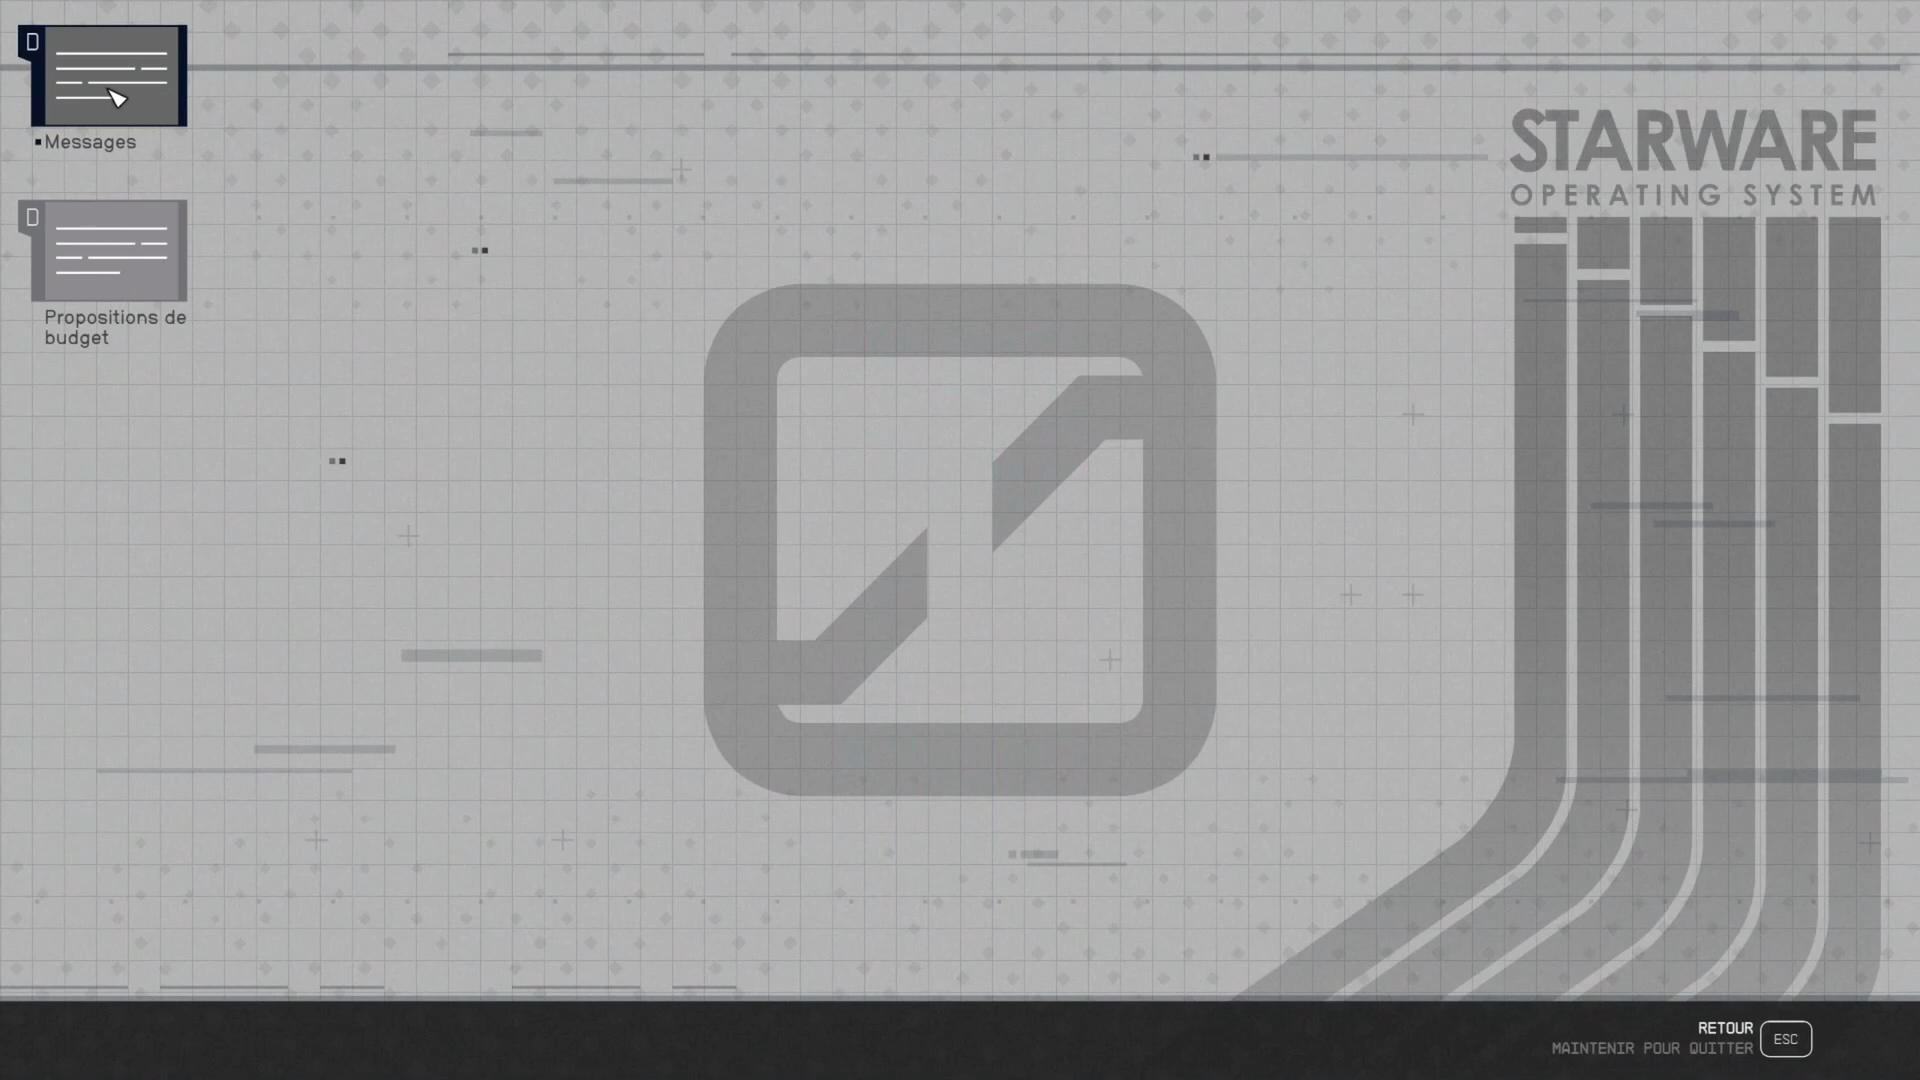 Messages
Propositions de
budget
STARWARE
OPERATING SYSTEM
RETOUR
MAINTENIR POUR QUITTER
ESC